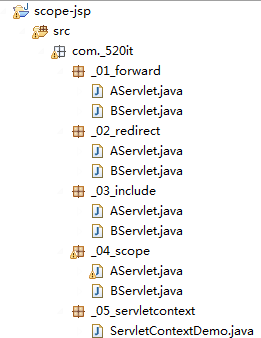 scope-jsp
src
com._520it
_01_forward
AServlet.java
BServlet.java
_02_redirect
AServlet.java
BServlet.java
_03_include
AServlet.java
BServlet.java
_04_scope
AServlet.java
BServlet.java
_05_servletcontext
ServletContextDemo.java